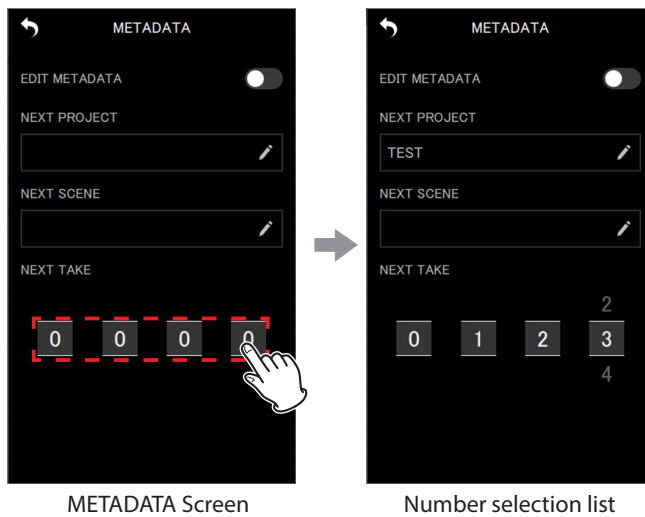 METADATA
EDIT METADATA
NEXT PROJECT
NEXT SCENE
NEXT TAKE
0 0 0 0
METADATA Screen
METADATA
EDIT METADATA
NEXT PROJECT
TEST
NEXT SCENE
NEXT TAKE
2
0 1 2 3
4
Number selection list